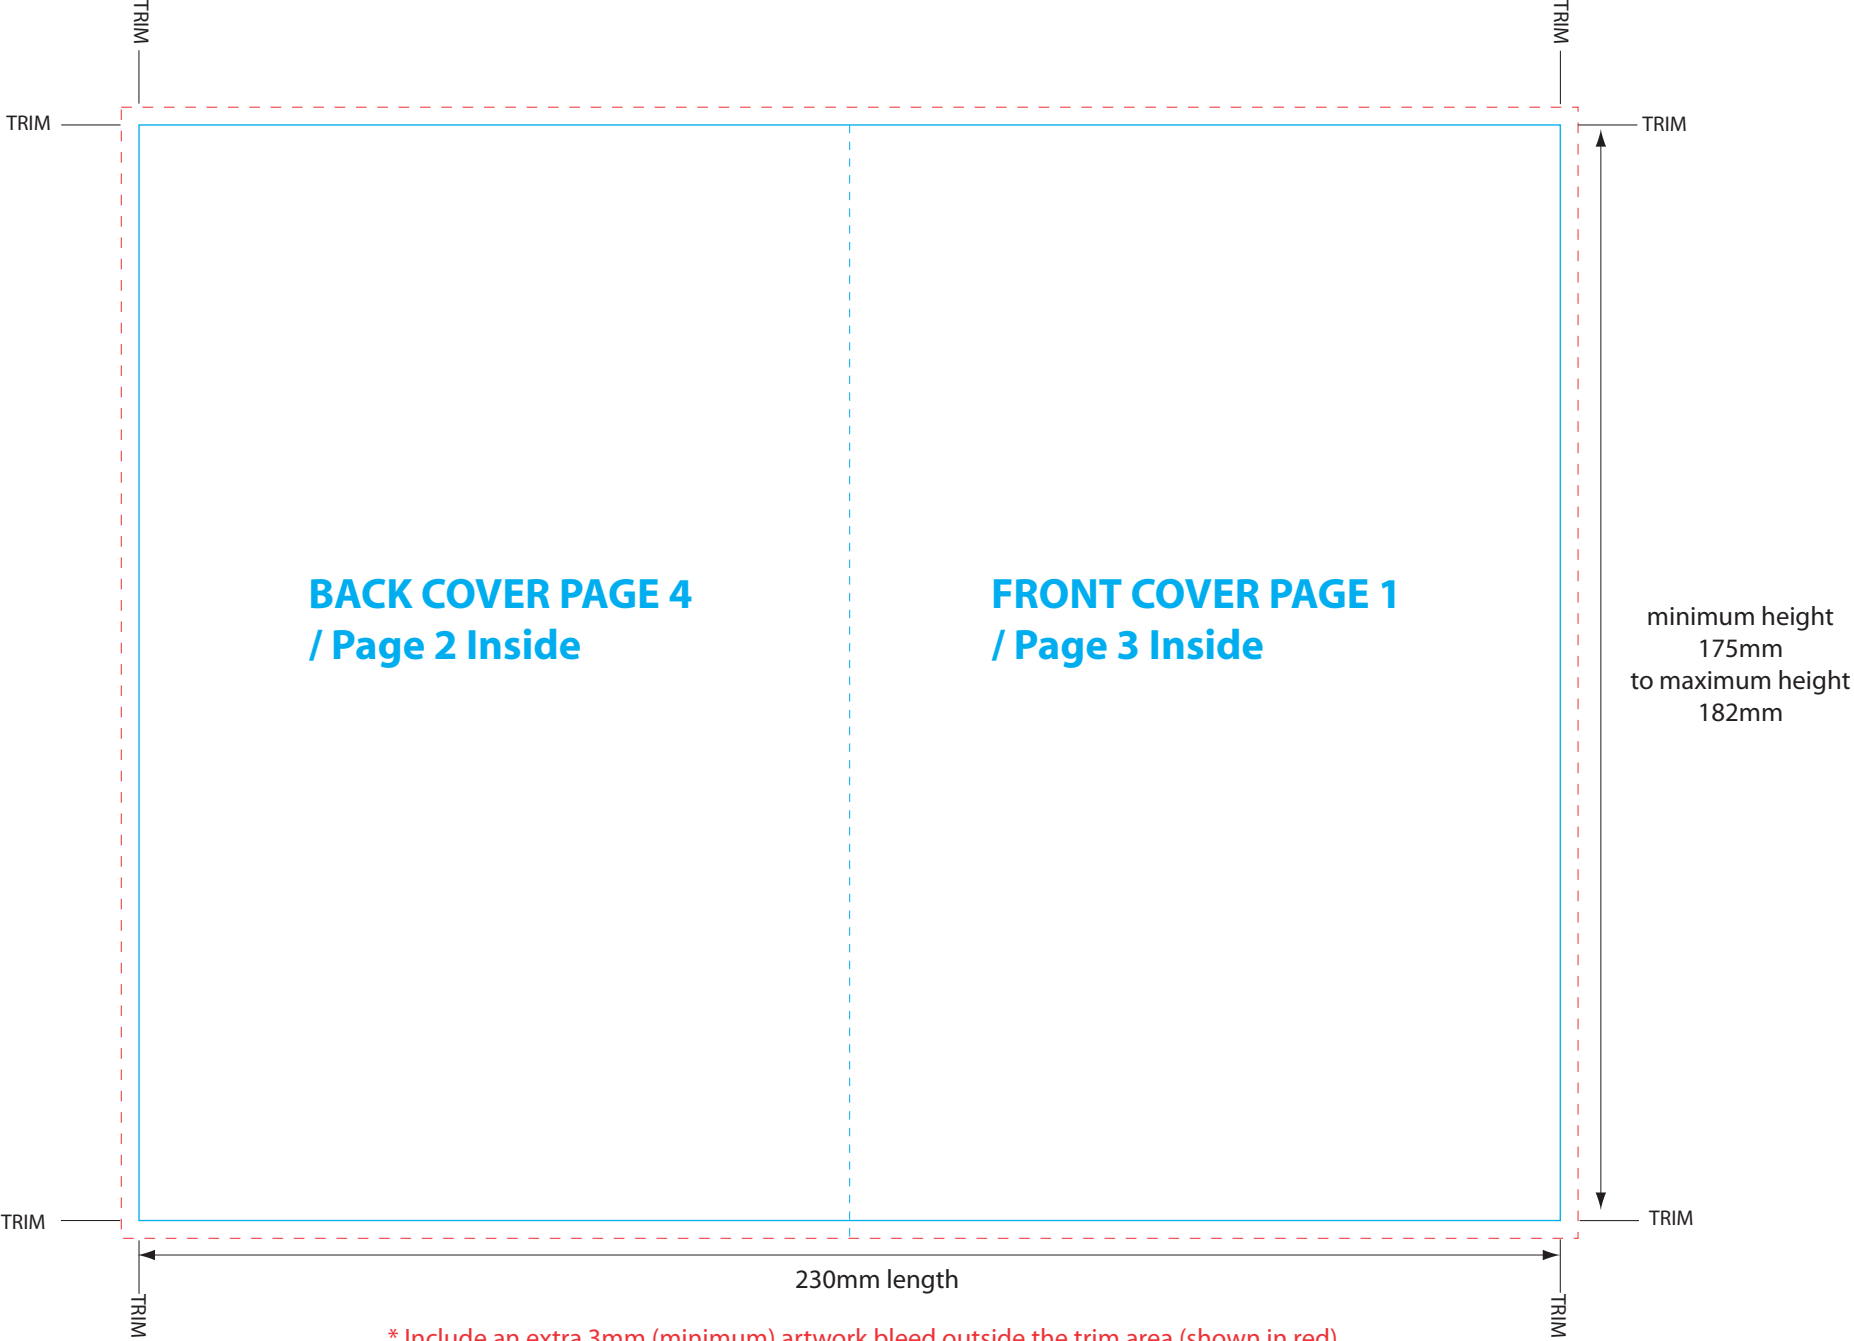 TRIM
TRIM
TRIM
TRIM
BACK COVER PAGE 4
/ Page 2 Inside
FRONT COVER PAGE 1
/ Page 3 Inside
minimum height
175mm
to maximum height
182mm
TRIM
TRIM
230mm length
TRIM
TRIM
* Include an extra 3mm (minimum) artwork bleed outside the trim area (shown in red)